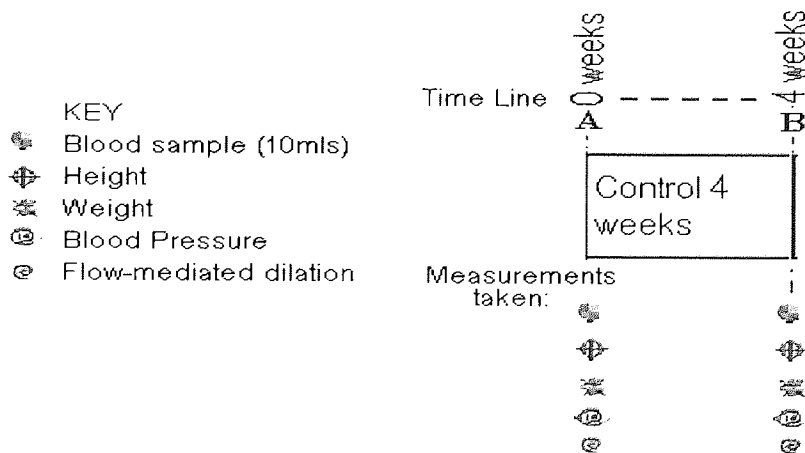 KEY
Blood sample (10mls)
Height
Weight
Blood Pressure
Flow-mediated dilation
0 weeks
4 weeks
Time Line
A
B
Control 4
weeks
Measurements
taken: